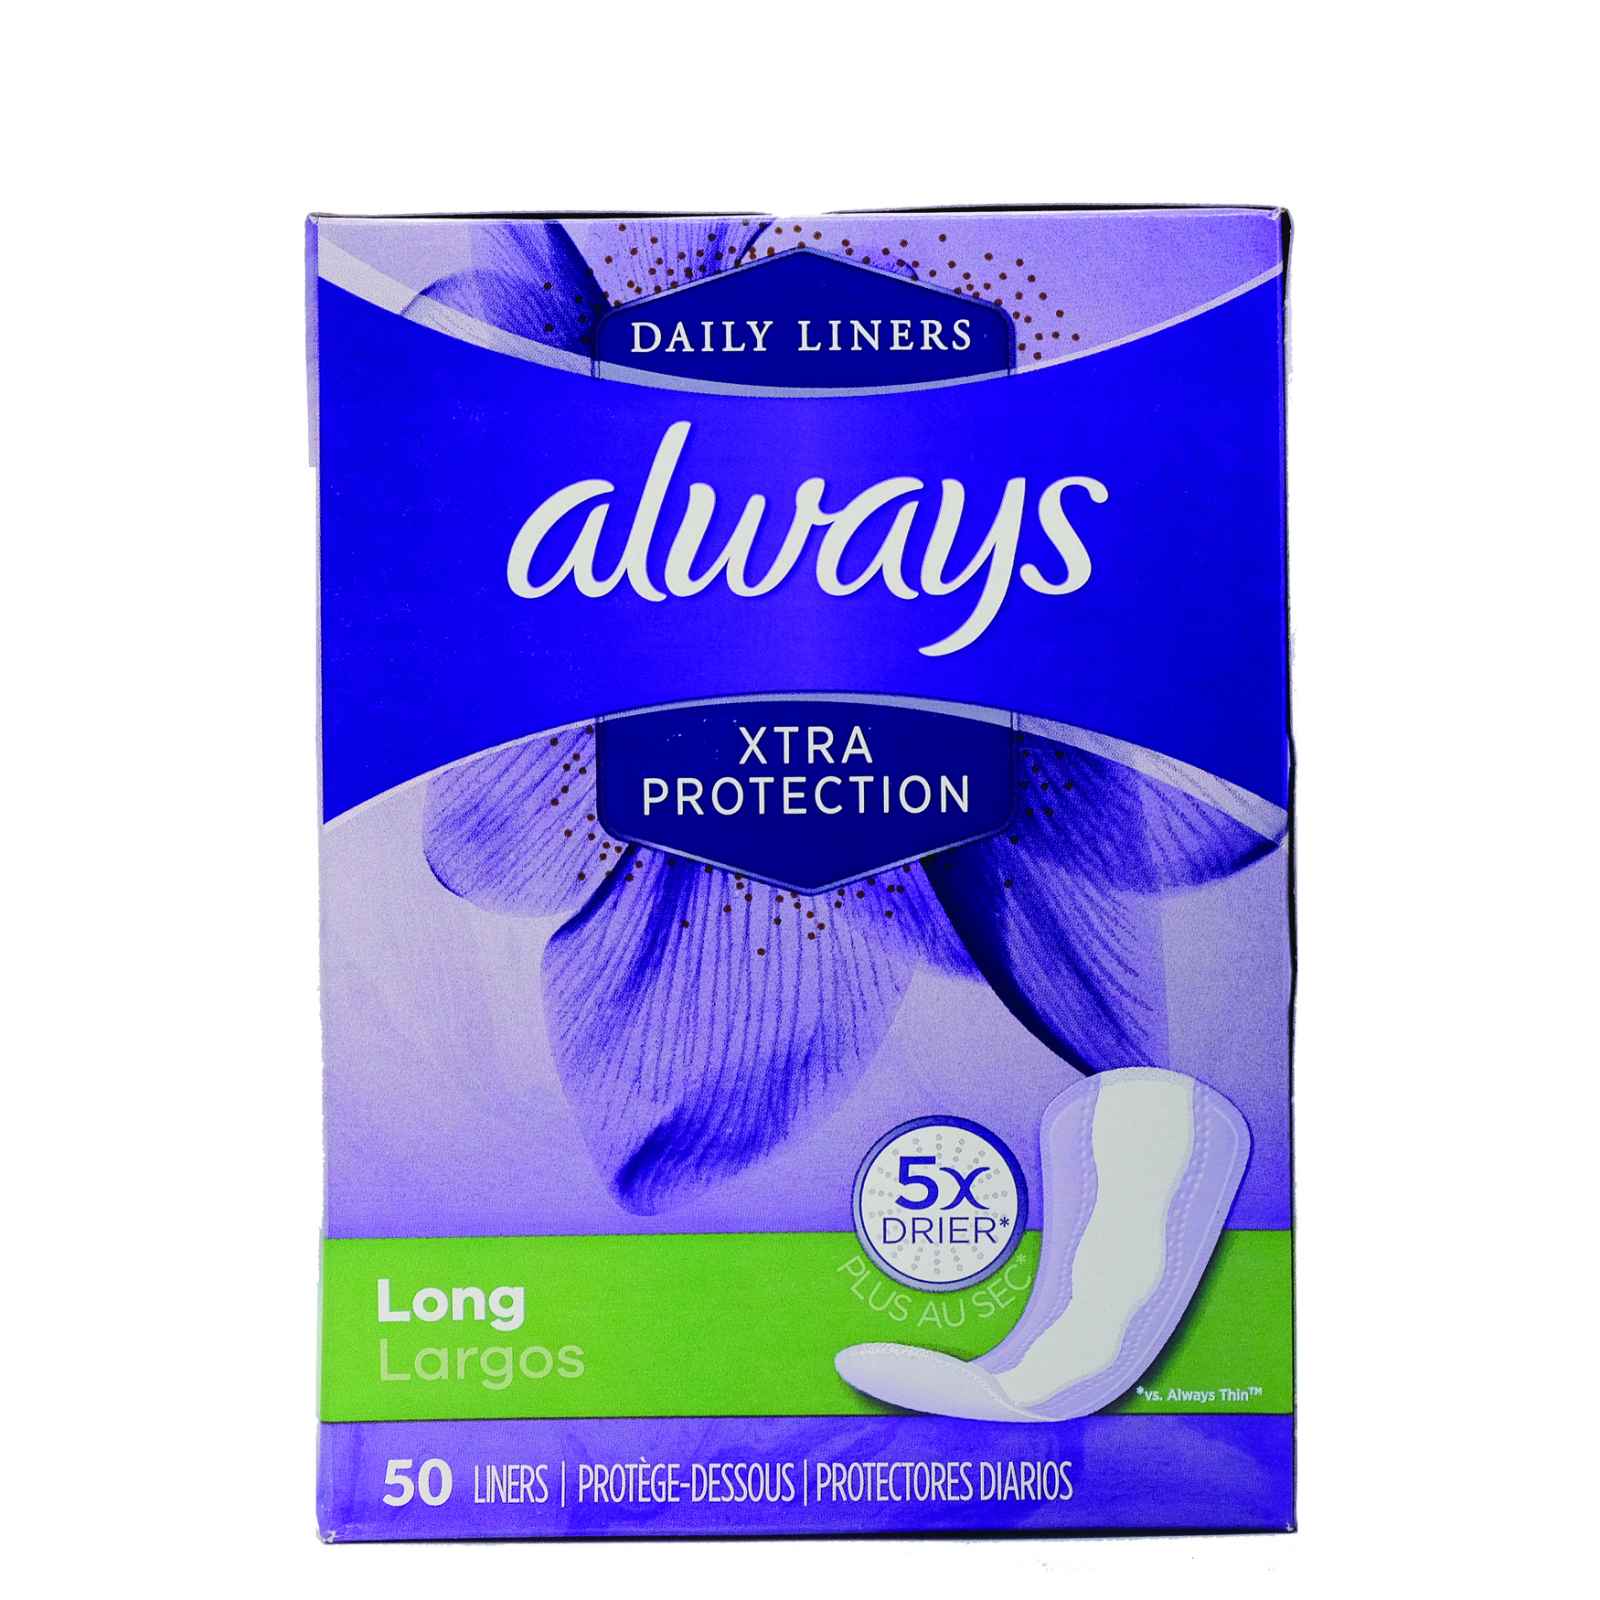 DAILY LINERS
always
XTRA
PROTECTION
5x
DRIER*
PLUS AU SEC*
Long
Largos
*vs. Always Thin™
50 LINERS | PROTÈGE-DESSOUS | PROTECTORES DIARIOS